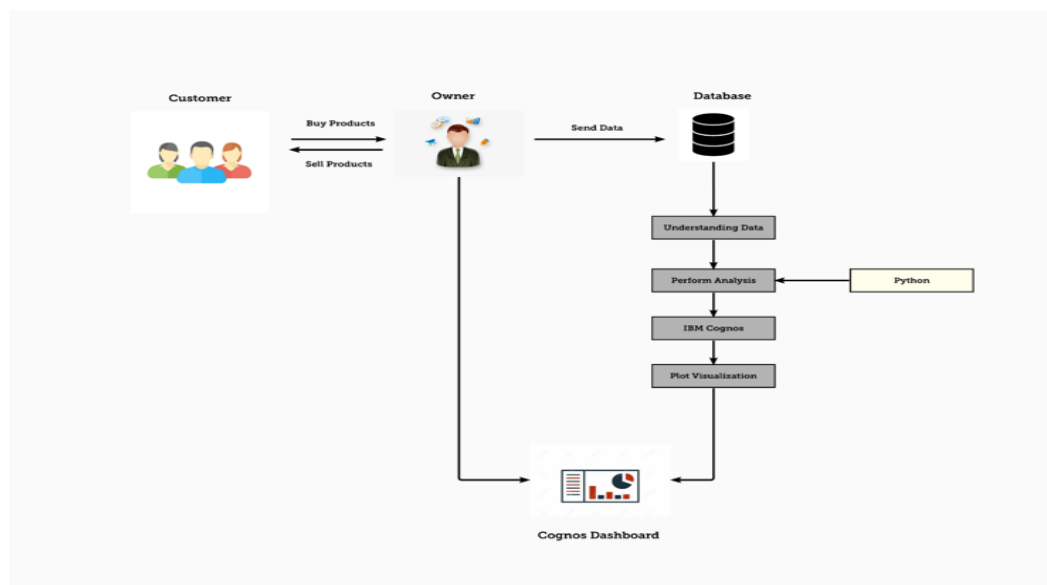 Customer
Owner
Database
Buy Products
Sell Products
Send Data
Understanding Data
Perform Analysis
Python
IBM Cognos
Plot Visualization
Cognos Dashboard